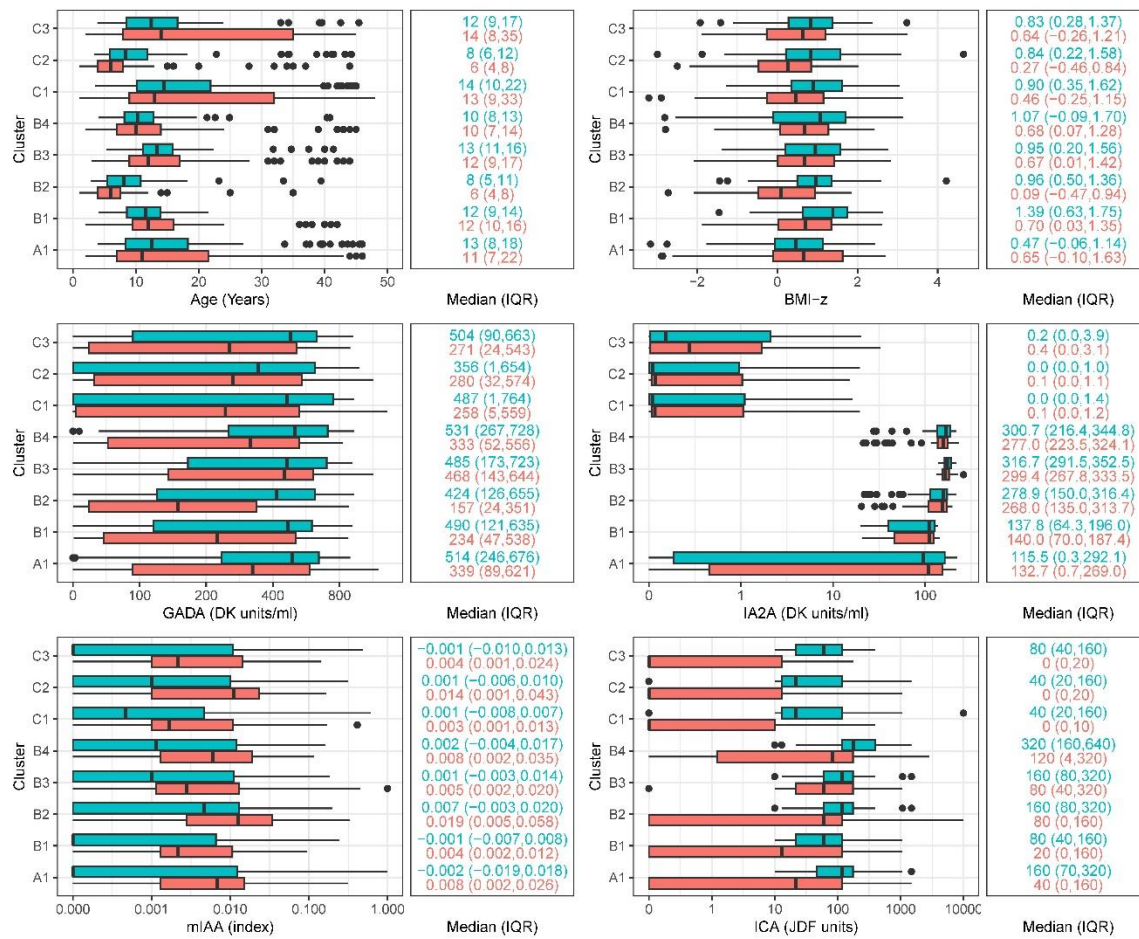 Cluster
C3
C2
C1
B4
B3
B2
B1
A1
0 10 20 30 40 50
Age (Years)
12 (9,17)
14 (8,35)
8 (6,12)
6 (4,8)
14 (10,22)
13 (9,33)
10 (8,13)
10 (7,14)
13 (11,16)
12 (9,17)
8 (5,11)
6 (4,8)
12 (9,14)
12 (10,16)
13 (8,18)
11 (7,22)
Median (IQR)
Cluster
C3
C2
C1
B4
B3
B2
B1
A1
−2 0 2 4
BMI−z
0.83 (0.28,1.37)
0.64 (−0.26,1.21)
0.84 (0.22,1.58)
0.27 (−0.46,0.84)
0.90 (0.35,1.62)
0.46 (−0.25,1.15)
1.07 (−0.09,1.70)
0.68 (0.07,1.28)
0.95 (0.20,1.56)
0.67 (0.01,1.42)
0.96 (0.50,1.36)
0.09 (−0.47,0.94)
1.39 (0.63,1.75)
0.70 (0.03,1.35)
0.47 (−0.06,1.14)
0.65 (−0.10,1.63)
Median (IQR)
Cluster
C3
C2
C1
B4
B3
B2
B1
A1
0 200 400 600 800
GADA (DK units/ml)
504 (90,663)
271 (24,543)
356 (1,654)
280 (32,574)
487 (1,764)
258 (5,559)
531 (267,728)
333 (52,556)
485 (173,723)
468 (143,644)
424 (126,655)
157 (24,351)
490 (121,635)
234 (47,538)
514 (246,676)
339 (89,621)
Median (IQR)
Cluster
C3
C2
C1
B4
B3
B2
B1
A1
0 1 10 100
IA2A (DK units/ml)
0.2 (0.0,3.9)
0.4 (0.0,3.1)
0.0 (0.0,1.0)
0.1 (0.0,1.1)
0.0 (0.0,1.4)
0.1 (0.0,1.2)
300.7 (216.4,344.8)
277.0 (223.5,324.1)
316.7 (291.5,352.5)
299.4 (267.8,333.5)
278.9 (150.0,316.4)
268.0 (135.0,313.7)
137.8 (64.3,196.0)
140.0 (70.0,187.4)
115.5 (0.3,292.1)
132.7 (0.7,269.0)
Median (IQR)
Cluster
C3
C2
C1
B4
B3
B2
B1
A1
0.000 0.001 0.010 0.100 1.000
mIAA (index)
−0.001 (−0.010,0.013)
0.004 (0.001,0.024)
0.001 (−0.006,0.010)
0.014 (0.001,0.043)
0.001 (−0.008,0.007)
0.003 (0.001,0.013)
0.002 (−0.004,0.017)
0.008 (0.002,0.035)
0.001 (−0.003,0.014)
0.005 (0.002,0.020)
0.007 (−0.003,0.020)
0.019 (0.005,0.058)
−0.001 (−0.007,0.008)
0.004 (0.002,0.012)
−0.002 (−0.019,0.018)
0.008 (0.002,0.026)
Median (IQR)
Cluster
C3
C2
C1
B4
B3
B2
B1
A1
0 1 10 100 1000 10000
ICA (JDF units)
80 (40,160)
0 (0,20)
40 (20,160)
0 (0,20)
40 (20,160)
0 (0,10)
320 (160,640)
120 (4,320)
160 (80,320)
80 (40,320)
160 (80,320)
80 (0,160)
80 (40,160)
20 (0,160)
160 (70,320)
40 (0,160)
Median (IQR)